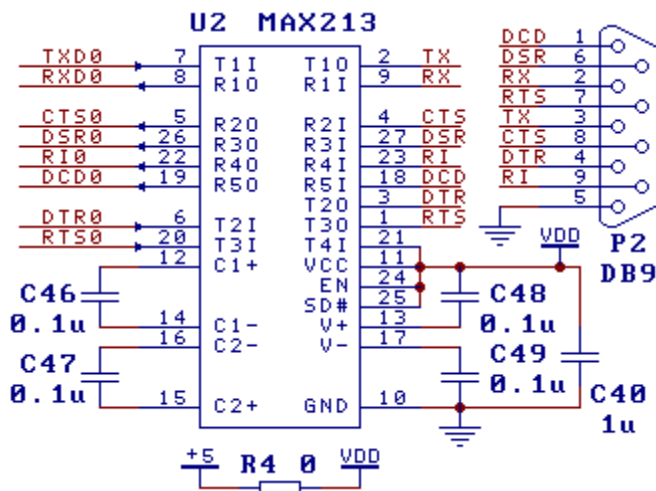 U2 MAX213
TXD0 7 T1I T1O 2 TX
RXD0 8 R1O R1I 9 RX
CTS0 5 R2O R2I 4 CTS
DSR0 26 R3O R3I 27 DSR
RI0 22 R4O R4I 23 RI
DCD0 19 R5O R5I 18 DCD
T2O 3 DTR
DTR0 6 T2I T3O 1 RTS
RTS0 20 T3I T4I 21
12 C1+ VCC 11
EN 24
SD# 25
C46 0.1u
14 C1- V+ 13
16 C2- V- 17
C47 0.1u
15 C2+ GND 10
C48 0.1u
C49 0.1u
C40 1u
DCD 1
DSR 6
RX 2
RTS 7
TX 3
CTS 8
DTR 4
RI 9
5
P2
DB9
VDD
+5 R4 0 VDD